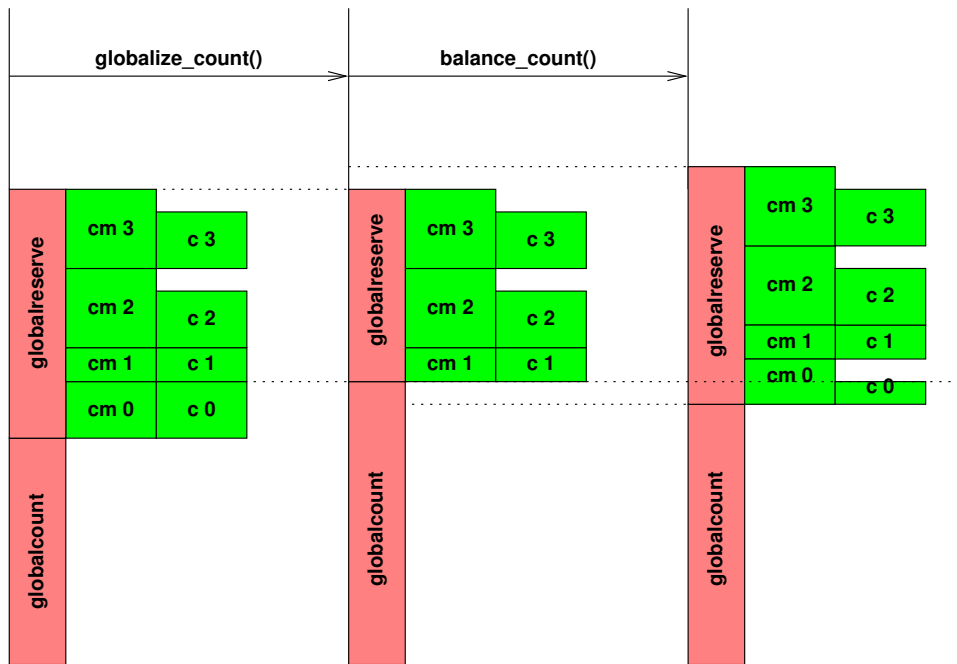 globalize_count()
balance_count()
globalreserve
cm 3
c 3
cm 2
c 2
cm 1
c 1
cm 0
c 0
globalcount
globalreserve
cm 3
c 3
cm 2
c 2
cm 1
c 1
globalcount
globalreserve
cm 3
c 3
cm 2
c 2
cm 1
c 1
cm 0
c 0
globalcount